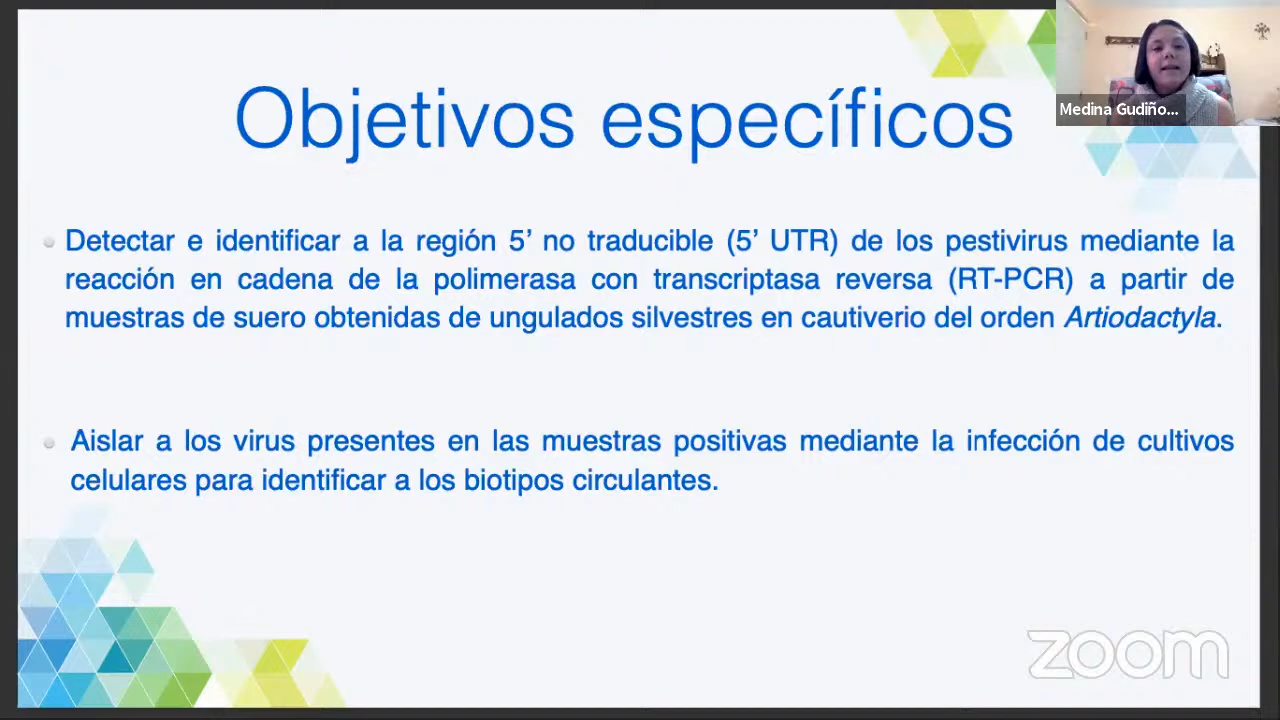 Objetivos específicos
Medina Gudiño...
Detectar e identificar a la región 5’ no traducible (5’ UTR) de los pestivirus mediante la
reacción en cadena de la polimerasa con transcriptasa reversa (RT-PCR) a partir de
muestras de suero obtenidas de ungulados silvestres en cautiverio del orden Artiodactyla.
Aislar a los virus presentes en las muestras positivas mediante la infección de cultivos
celulares para identificar a los biotipos circulantes.
zoom